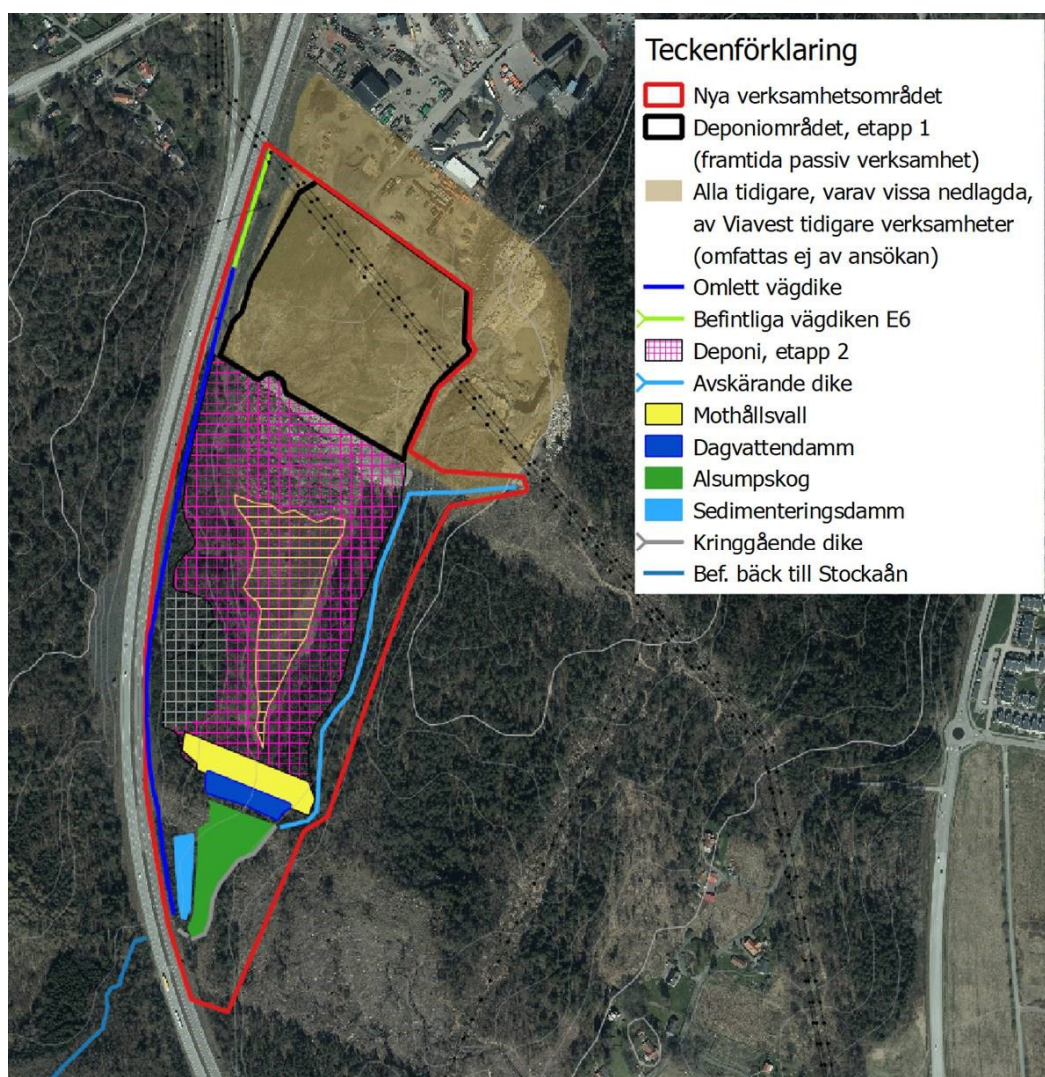 Teckenförklaring
Nya verksamhetsområdet
Deponiområdet, etapp 1
(framtida passiv verksamhet)
Alla tidigare, varav vissa nedlagda,
av Viavest tidigare verksamheter
(omfattas ej av ansökan)
Omlett vägdike
Befintliga vägdiken E6
Deponi, etapp 2
Avskärande dike
Mothållsvall
Dagvattendamm
Alsumpskog
Sedimenteringsdamm
Kringgående dike
Bef. bäck till Stockaån